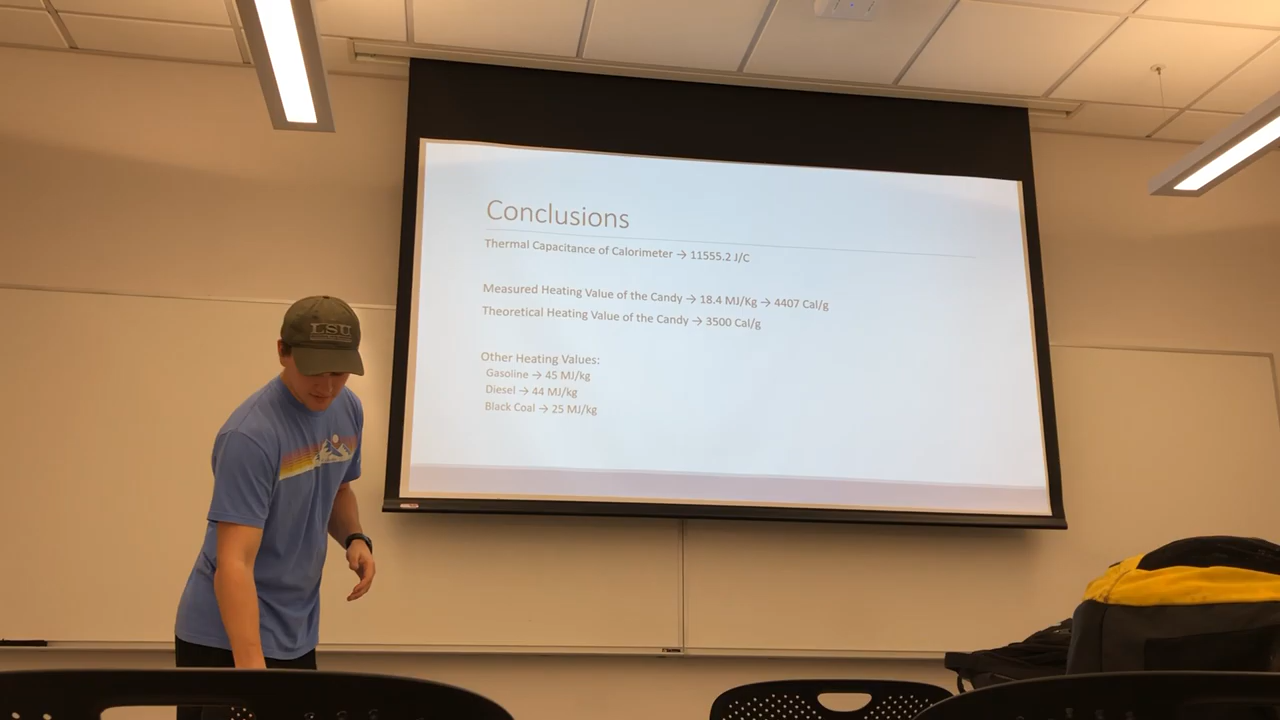 Conclusions
Thermal Capacitance of Calorimeter → 11555.2 J/C
Measured Heating Value of the Candy → 18.4 MJ/Kg → 4407 Cal/g
Theoretical Heating Value of the Candy → 3500 Cal/g
Other Heating Values:
Gasoline → 45 MJ/kg
Diesel → 44 MJ/kg
Black Coal → 25 MJ/kg
LSU